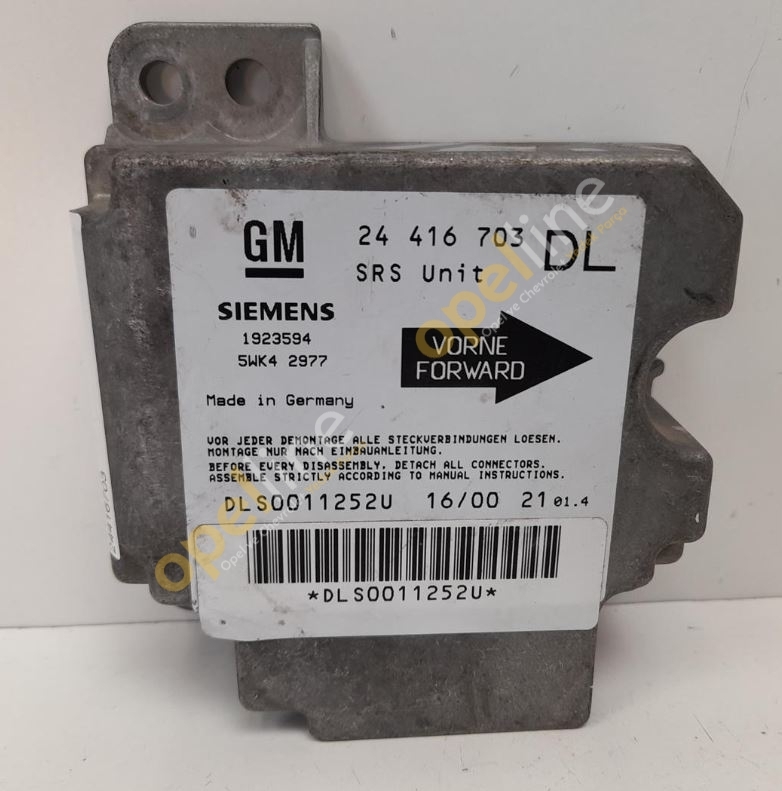 GM
24 416 703 DL
SRS Unit
SIEMENS
1923594
5WK4 2977
VORNE
FORWARD
Made in Germany
VOR JEDER DEMONTAGE ALLE STECKVERBINDUNGEN LOESEN.
MONTAGE NUR NACH EINBAUANLEITUNG.
BEFORE EVERY DISASSEMBLY, DETACH ALL CONNECTORS.
ASSEMBLE STRICTLY ACCORDING TO MANUAL INSTRUCTIONS.
DLS0011252U 16/00 21 01.4
*DLS0011252U*
24416703
opelline
opelline